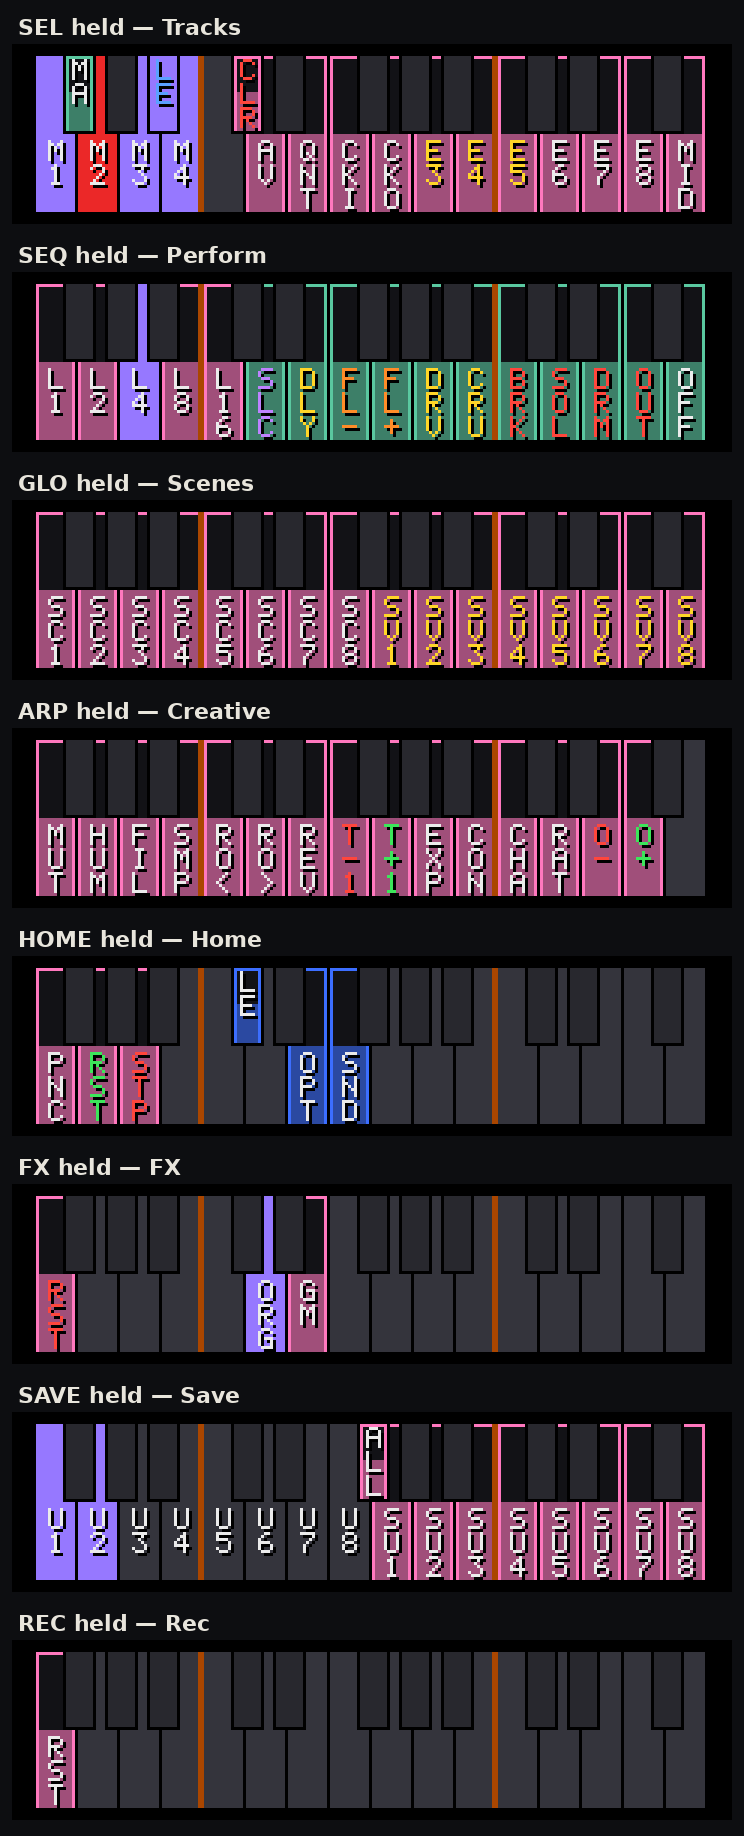 SEL held — Tracks
MA LE CLR
M1 M2 M3 M4 AV QNT CKI CKO E3 E4 E5 E6 E7 E8 MID
SEQ held — Perform
L1 L2 L4 L8 L16 SLC DLY FL- FL+ DRV CRU BRK SOL DRM OUT OFF
GLO held — Scenes
SC1 SC2 SC3 SC4 SC5 SC6 SC7 SC8 SV1 SV2 SV3 SV4 SV5 SV6 SV7 SV8
ARP held — Creative
MUT HUM FIL SMP RO< RO> REV T-1 T+1 EXP CON CHA RAT O- O+
HOME held — Home
LE
PNC RST STP OPT SND
FX held — FX
RST ORG GM
SAVE held — Save
ALL
U1 U2 U3 U4 U5 U6 U7 U8 SU1 SU2 SU3 SU4 SU5 SU6 SU7 SU8
REC held — Rec
RST